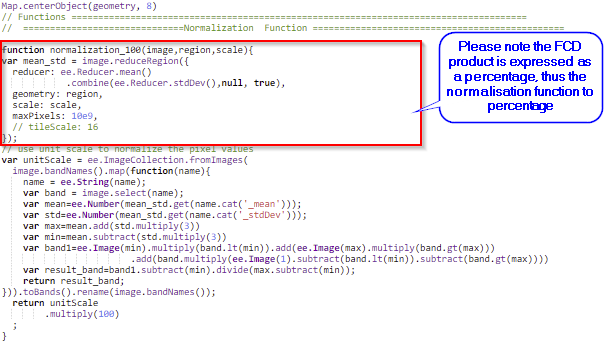 Map.centerObject(geometry, 8)
// Functions ================================================================================
//  ============================Normalization  Function =====================================
function normalization_100(image,region,scale){
var mean_std = image.reduceRegion({
reducer: ee.Reducer.mean()
.combine(ee.Reducer.stdDev(),null, true),
geometry: region,
scale: scale,
maxPixels: 10e9,
// tileScale: 16
});
// use unit scale to normalize the pixel values
var unitScale = ee.ImageCollection.fromImages(
image.bandNames().map(function(name){
name = ee.String(name);
var band = image.select(name);
var mean=ee.Number(mean_std.get(name.cat('_mean')));
var std=ee.Number(mean_std.get(name.cat('_stdDev')));
var max=mean.add(std.multiply(3))
var min=mean.subtract(std.multiply(3))
var band1=ee.Image(min).multiply(band.lt(min)).add(ee.Image(max).multiply(band.gt(max)))
.add(band.multiply(ee.Image(1).subtract(band.lt(min)).subtract(band.gt(max))))
var result_band=band1.subtract(min).divide(max.subtract(min));
return result_band;
})).toBands().rename(image.bandNames());
return unitScale
.multiply(100)
;
}
Please note the FCD
product is expressed as
a percentage, thus the
normalisation function to
percentage